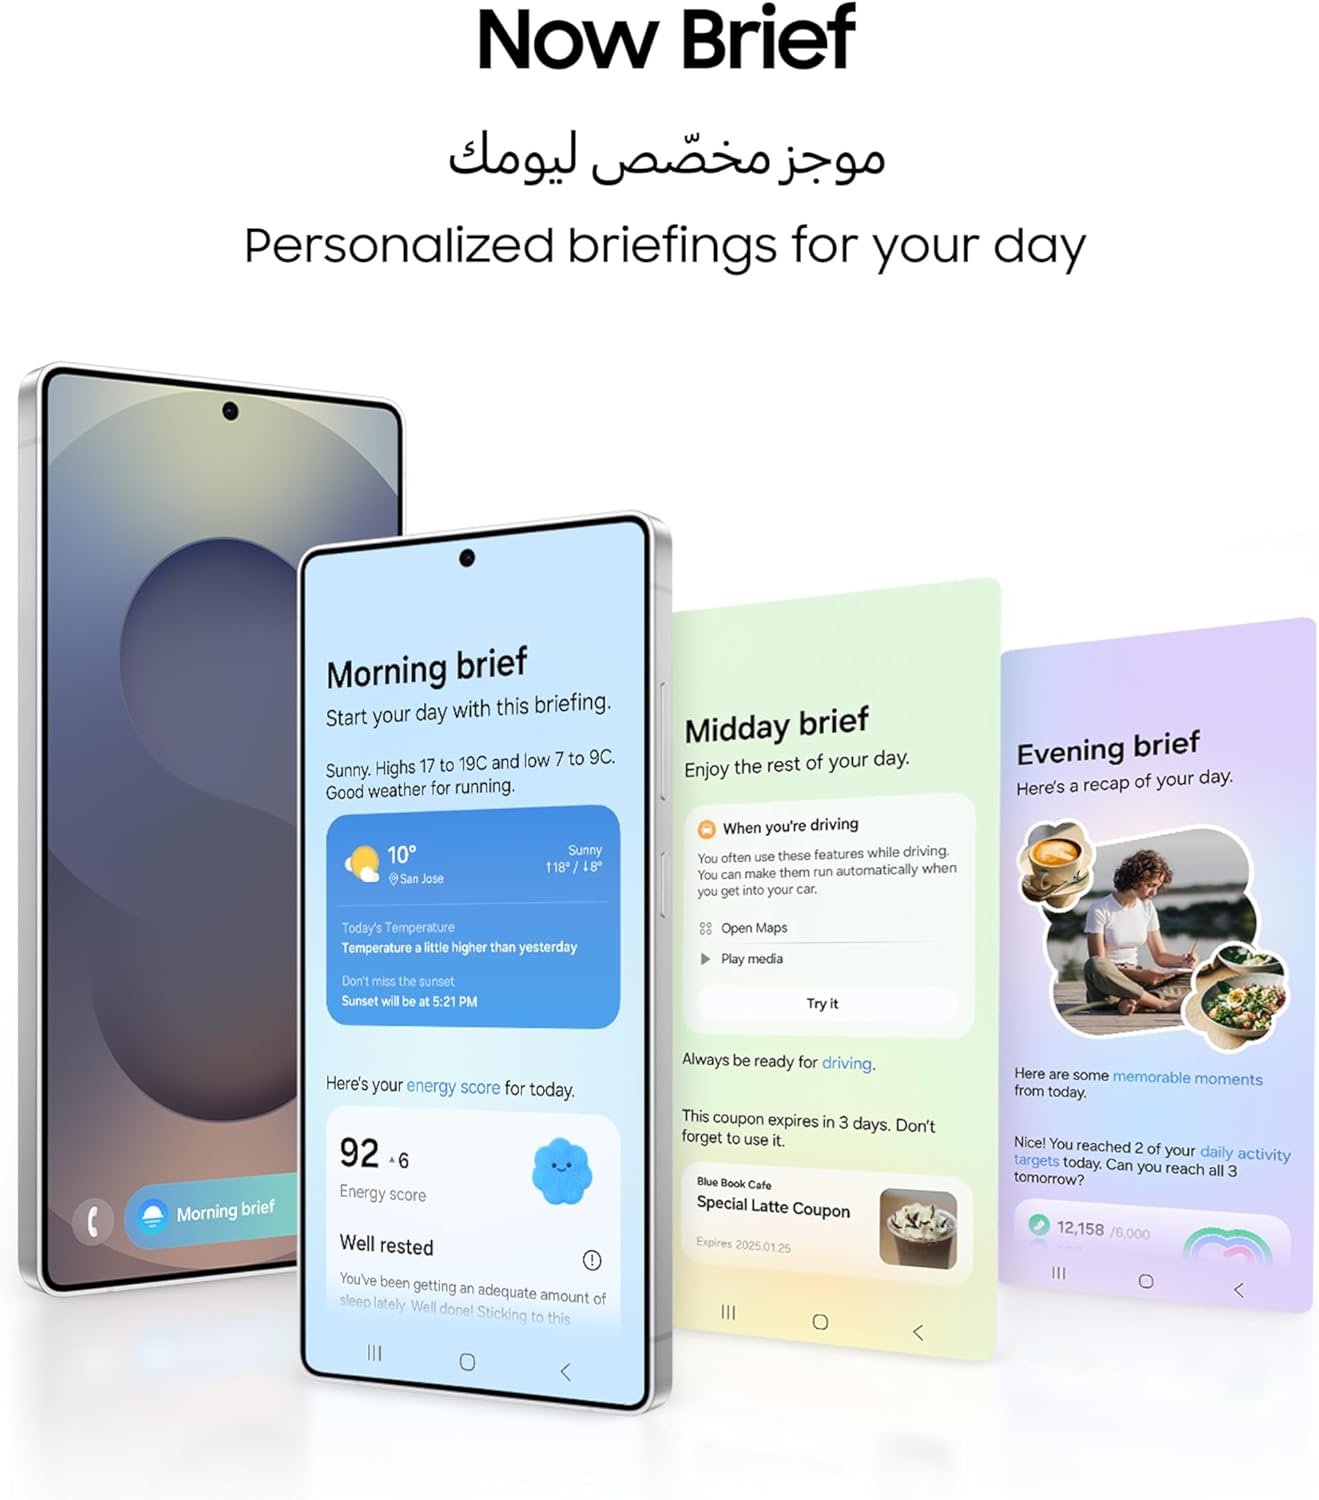 Now Brief
موجز مخصّص ليومك
Personalized briefings for your day
Morning brief
Morning brief
Start your day with this briefing.
Sunny. Highs 17 to 19C and low 7 to 9C.
Good weather for running.
10°
San Jose
Sunny
↑18° / ↓8°
Today's Temperature
Temperature a little higher than yesterday
Don't miss the sunset
Sunset will be at 5:21 PM
Here's your energy score for today.
92 ▲6
Energy score
Well rested
You've been getting an adequate amount of
sleep lately. Well done! Sticking to this
Midday brief
Enjoy the rest of your day.
When you're driving
You often use these features while driving.
You can make them run automatically when
you get into your car.
Open Maps
Play media
Try it
Always be ready for driving.
This coupon expires in 3 days. Don't
forget to use it.
Blue Book Cafe
Special Latte Coupon
Expires 2025.01.25
Evening brief
Here's a recap of your day.
Here are some memorable moments
from today.
Nice! You reached 2 of your daily activity
targets today. Can you reach all 3
tomorrow?
12,158 /6,000